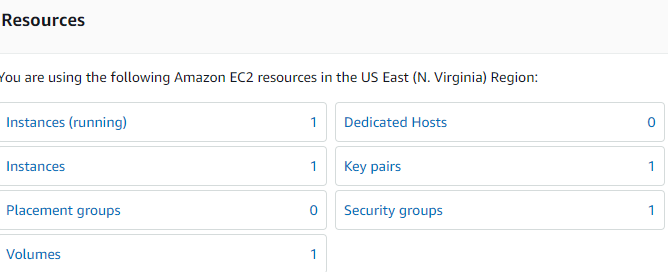 Resources
You are using the following Amazon EC2 resources in the US East (N. Virginia) Region:
Instances (running) 1 Dedicated Hosts 0
Instances 1 Key pairs 1
Placement groups 0 Security groups 1
Volumes 1